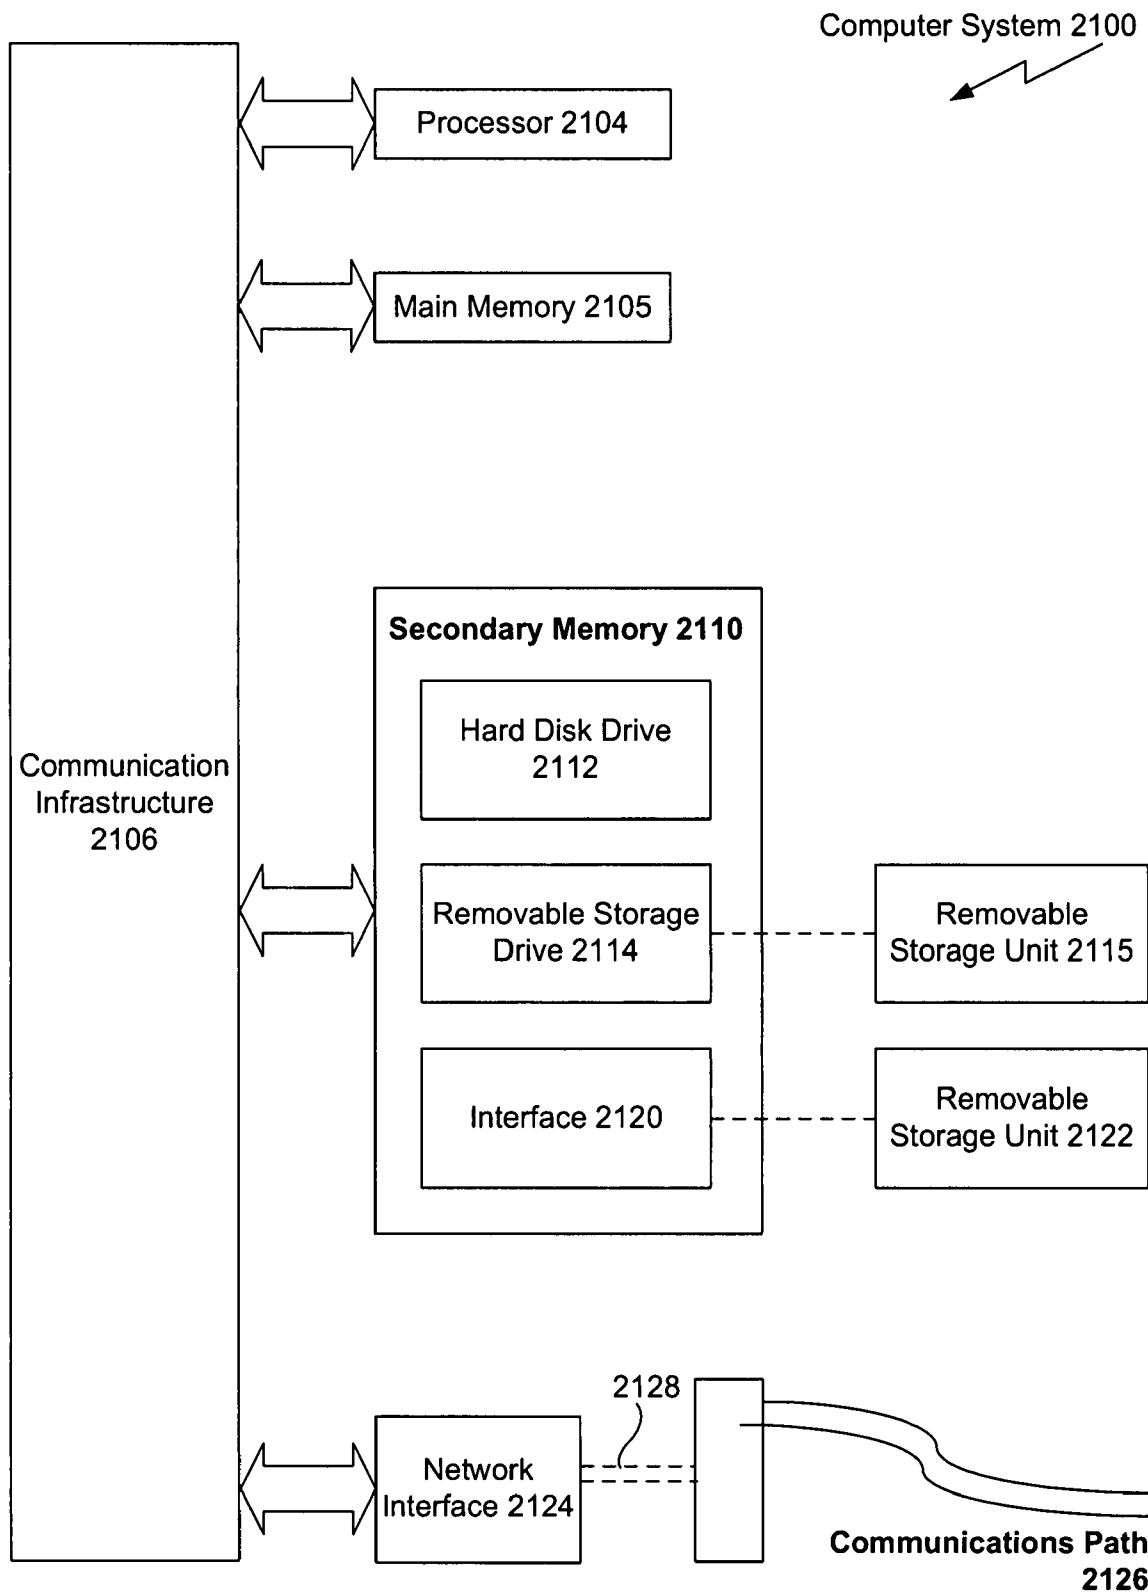 Computer System 2100
Processor 2104
Main Memory 2105
Communication
Infrastructure
2106
Secondary Memory 2110
Hard Disk Drive
2112
Removable Storage
Drive 2114
Removable
Storage Unit 2115
Interface 2120
Removable
Storage Unit 2122
2128
Network
Interface 2124
Communications Path
2126